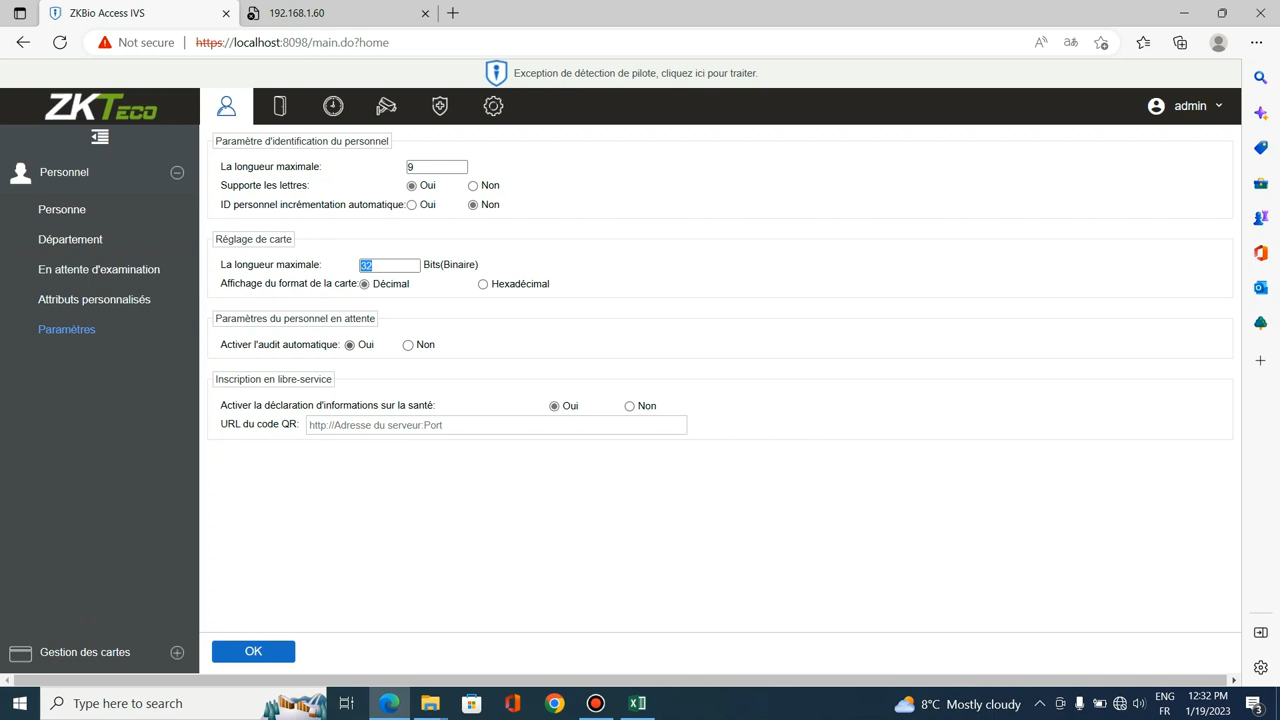 ZKBio Access IVS
192.168.1.60
Not secure
https://localhost:8098/main.do?home
Exception de détection de pilote, cliquez ici pour traiter.
ZKTeco
admin
Personnel
Personne
Département
En attente d'examination
Attributs personnalisés
Paramètres
Gestion des cartes
Paramètre d'identification du personnel
La longueur maximale: 9
Supporte les lettres: Oui Non
ID personnel incrémentation automatique: Oui Non
Réglage de carte
La longueur maximale: 32 Bits(Binaire)
Affichage du format de la carte: Décimal Hexadécimal
Paramètres du personnel en attente
Activer l'audit automatique: Oui Non
Inscription en libre-service
Activer la déclaration d'informations sur la santé: Oui Non
URL du code QR: http://Adresse du serveur:Port
OK
Type here to search
8°C Mostly cloudy
ENG
FR
12:32 PM
1/19/2023
3